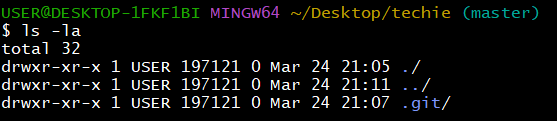 USER@DESKTOP-1FKF1BI MINGW64 ~/Desktop/techie (master)
$ ls -la
total 32
drwxr-xr-x 1 USER 197121 0 Mar 24 21:05 ./
drwxr-xr-x 1 USER 197121 0 Mar 24 21:11 ../
drwxr-xr-x 1 USER 197121 0 Mar 24 21:07 .git/